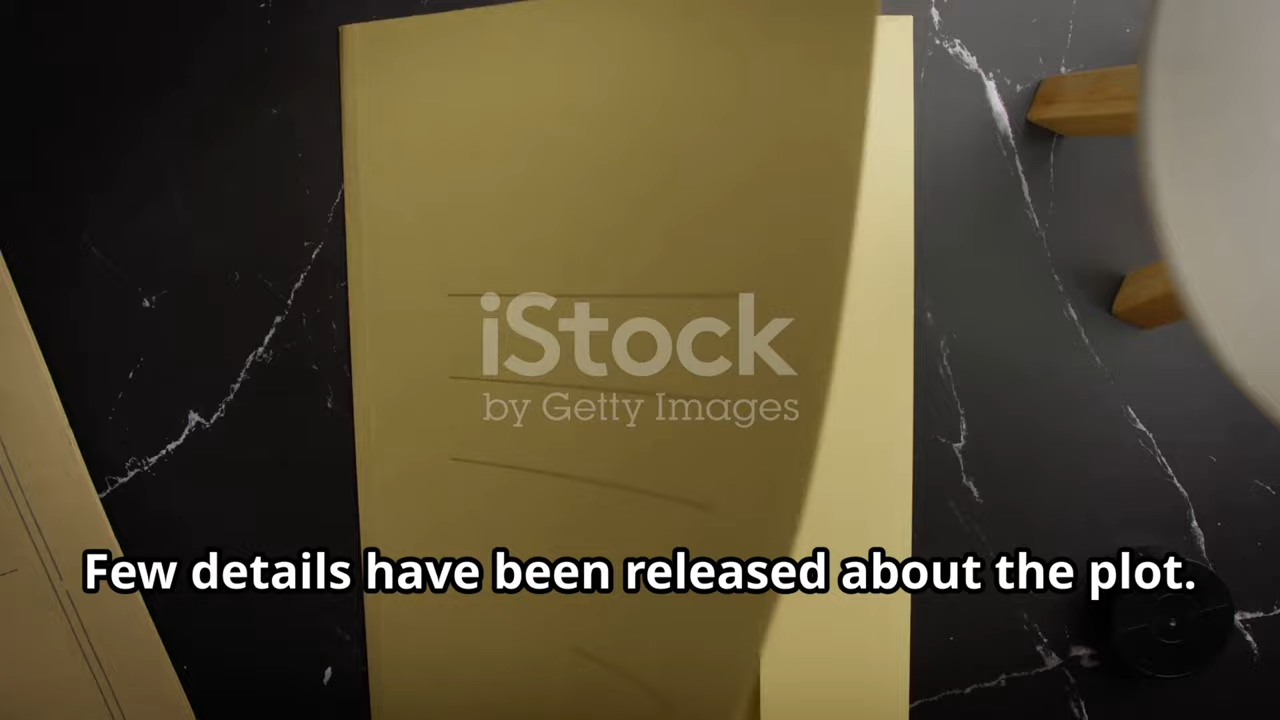 iStock
by Getty Images
Few details have been released about the plot.